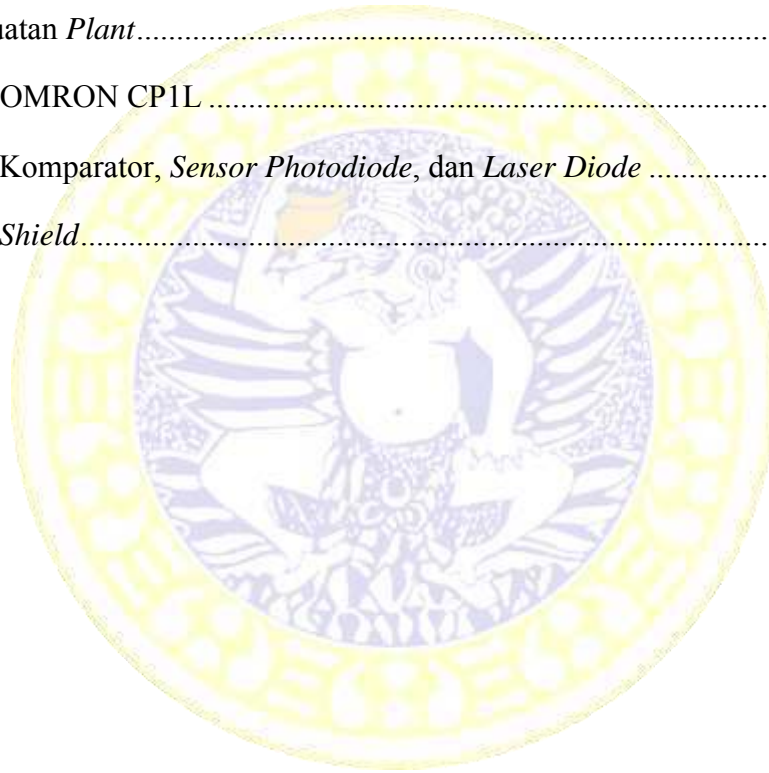 uatan Plant..........................................................................................
OMRON CP1L ................................................................................
Komparator, Sensor Photodiode, dan Laser Diode .................
Shield..................................................................................................